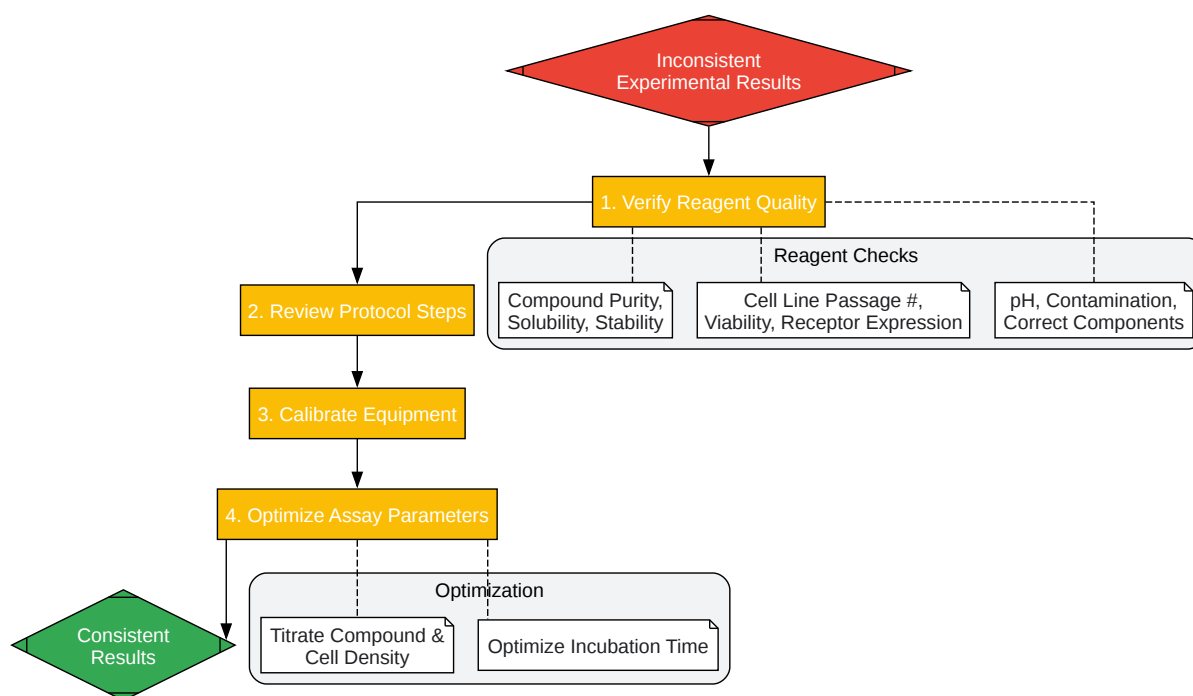 Inconsistent
Experimental Results
1. Verify Reagent Quality
Reagent Checks
Compound Purity,
Solubility, Stability
Cell Line Passage #,
Viability, Receptor Expression
pH, Contamination,
Correct Components
2. Review Protocol Steps
3. Calibrate Equipment
4. Optimize Assay Parameters
Optimization
Titrate Compound &
Cell Density
Optimize Incubation Time
Consistent
Results